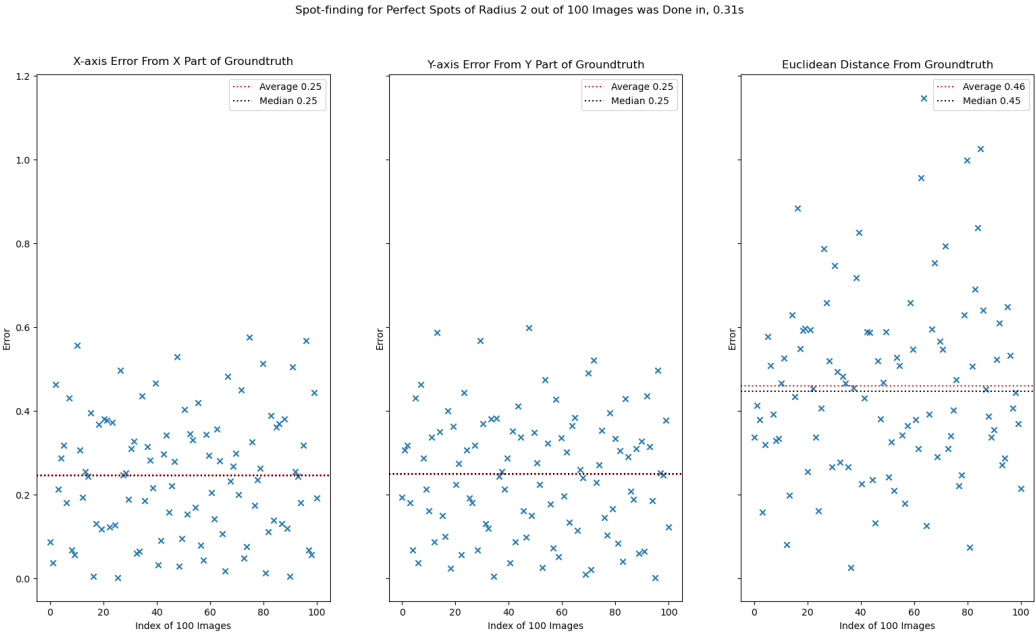 Spot-finding for Perfect Spots of Radius 2 out of 100 Images was Done in, 0.31s
X-axis Error From X Part of Groundtruth
Average 0.25
Median 0.25
Error
0.0
0.2
0.4
0.6
0.8
1.0
1.2
0
20
40
60
80
100
Index of 100 Images
Y-axis Error From Y Part of Groundtruth
Average 0.25
Median 0.25
Error
0
20
40
60
80
100
Index of 100 Images
Euclidean Distance From Groundtruth
Average 0.46
Median 0.45
Error
0
20
40
60
80
100
Index of 100 Images